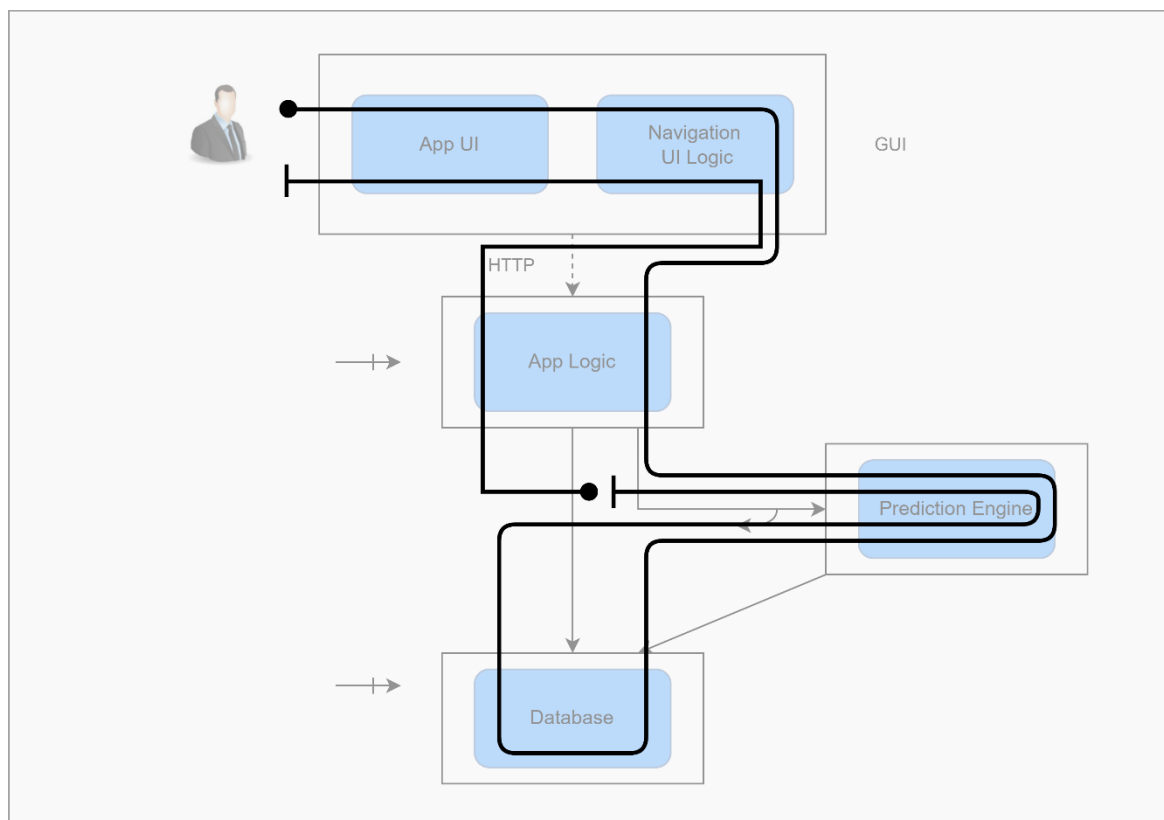 App UI
Navigation
UI Logic
GUI
HTTP
App Logic
Prediction Engine
Database